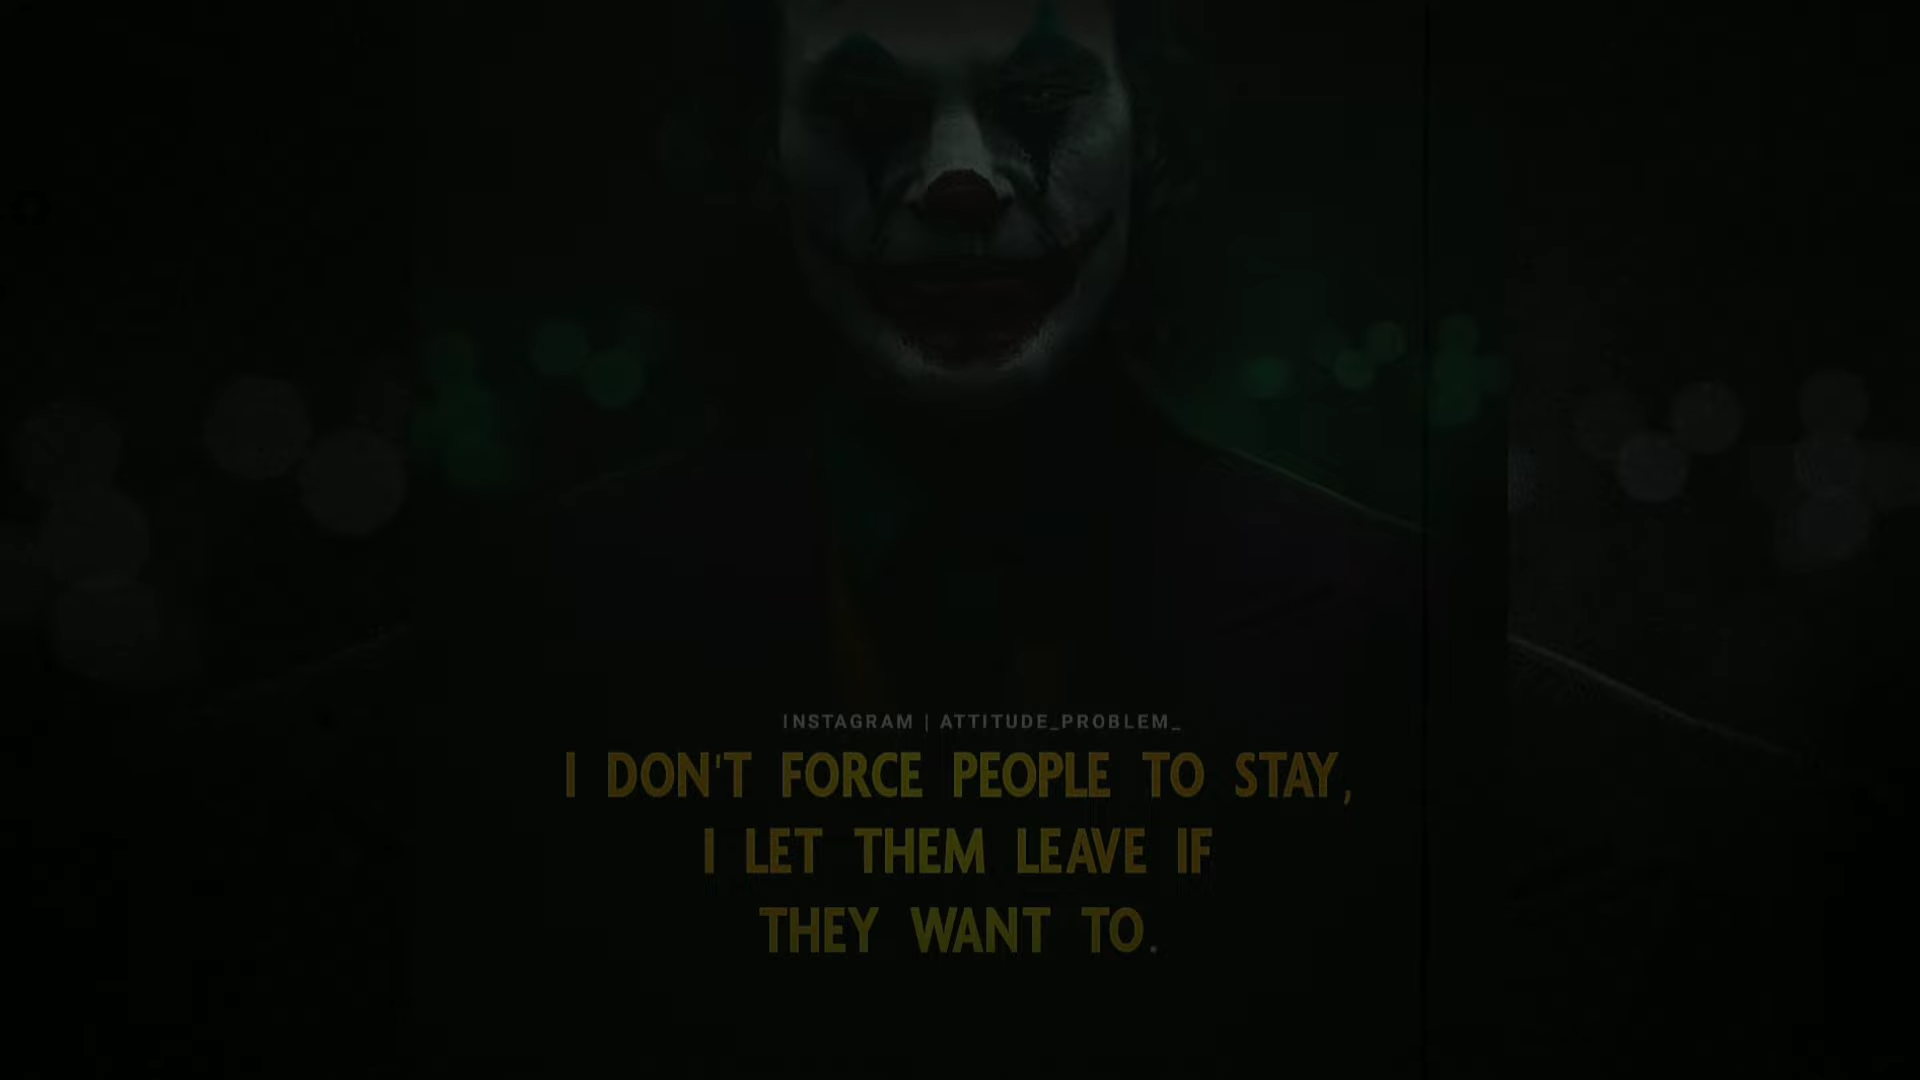 INSTAGRAM | ATTITUDE_PROBLEM_
I DON'T FORCE PEOPLE TO STAY,
I LET THEM LEAVE IF
THEY WANT TO.